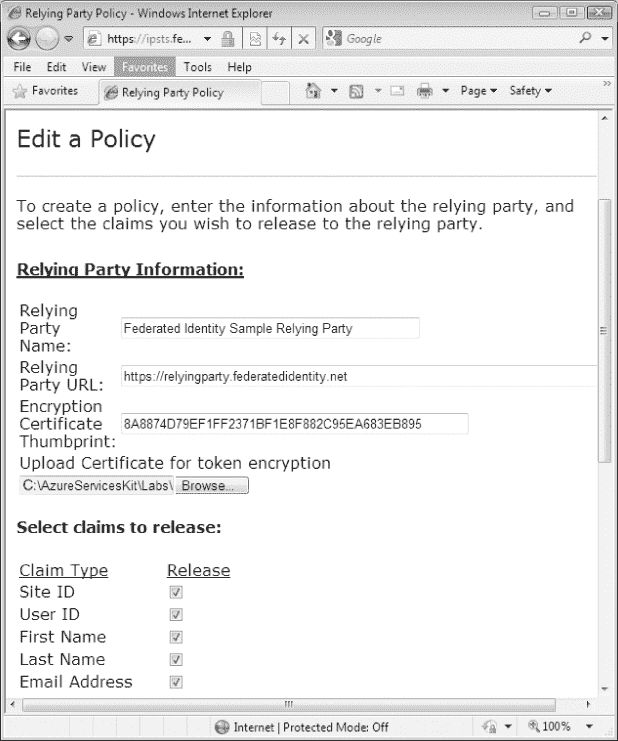 Relying Party Policy - Windows Internet Explorer
https://ipsts.fe...
Google
File Edit View Favorites Tools Help
Favorites Relying Party Policy Page Safety
Edit a Policy
To create a policy, enter the information about the relying party, and
select the claims you wish to release to the relying party.
Relying Party Information:
Relying
Party
Name:
Federated Identity Sample Relying Party
Relying
Party URL:
https://relyingparty.federatedidentity.net
Encryption
Certificate
Thumbprint:
8A8874D79EF1FF2371BF1E8F882C95EA683EB895
Upload Certificate for token encryption
C:\AzureServicesKit\Labs\ Browse...
Select claims to release:
Claim Type Release
Site ID
User ID
First Name
Last Name
Email Address
Internet | Protected Mode: Off 100%